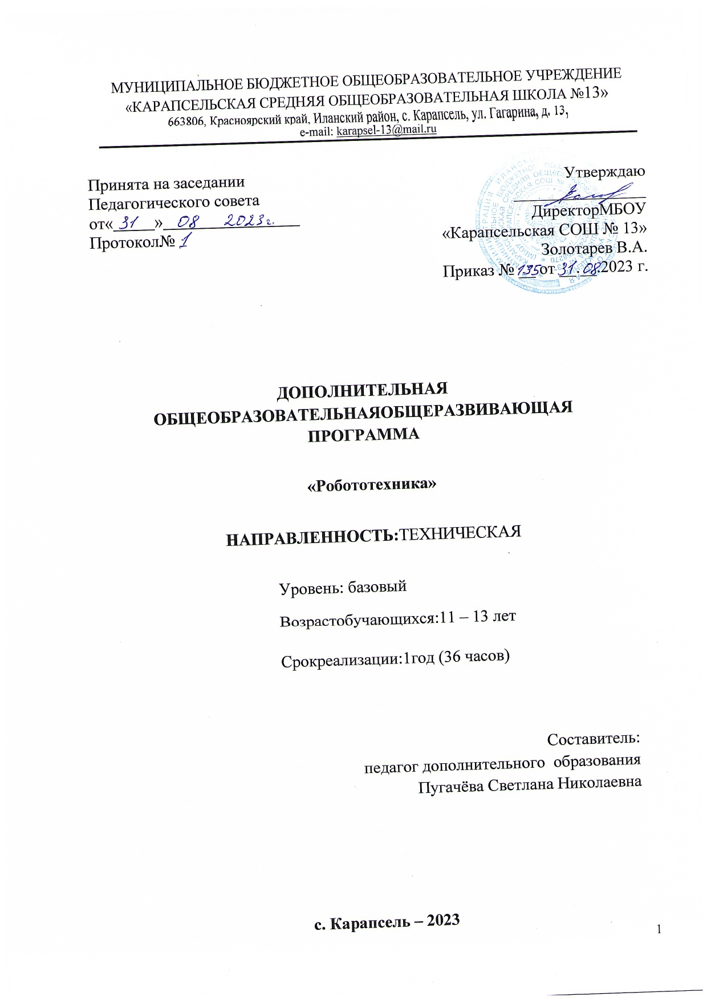 МУНИЦИПАЛЬНОЕ БЮДЖЕТНОЕ ОБЩЕОБРАЗОВАТЕЛЬНОЕ УЧРЕЖДЕНИЕ
«КАРАПСЕЛЬСКАЯ СРЕДНЯЯ ОБЩЕОБРАЗОВАТЕЛЬНАЯ ШКОЛА №13»
663806, Красноярский край, Иланский район, с. Карапсель, ул. Гагарина, д. 13,
e-mail: karapsel-13@mail.ru
Принята на заседании
Педагогического совета
от« 31 » 08 2023г.
Протокол№ 1
Утверждаю
ДиректорМБОУ
«Карапсельская СОШ № 13»
Золотарев В.А.
Приказ № 135 от 31.08.2023 г.
ДОПОЛНИТЕЛЬНАЯ
ОБЩЕОБРАЗОВАТЕЛЬНАЯОБЩЕРАЗВИВАЮЩАЯ
ПРОГРАММА
«Робототехника»
НАПРАВЛЕННОСТЬ:ТЕХНИЧЕСКАЯ
Уровень: базовый
Возрастобучающихся:11 – 13 лет
Срокреализации:1год (36 часов)
Составитель:
педагог дополнительного образования
Пугачёва Светлана Николаевна
с. Карапсель – 2023
1